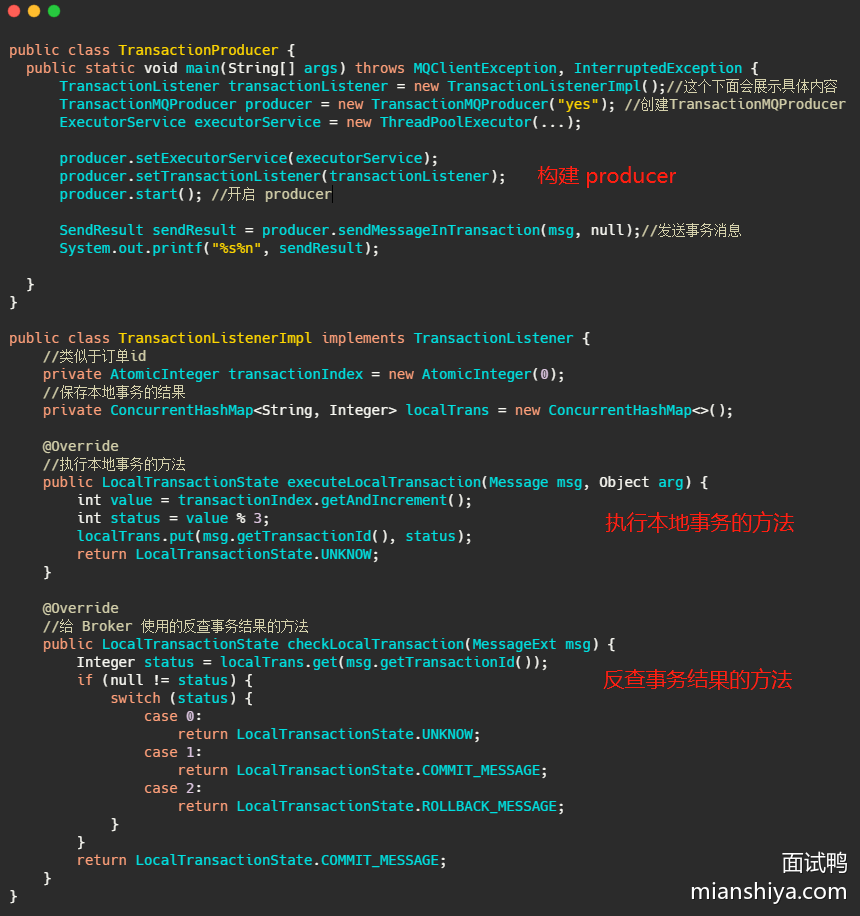 public class TransactionProducer {
  public static void main(String[] args) throws MQClientException, InterruptedException {
      TransactionListener transactionListener = new TransactionListenerImpl();//这个下面会展示具体内容
      TransactionMQProducer producer = new TransactionMQProducer("yes"); //创建TransactionMQProducer
      ExecutorService executorService = new ThreadPoolExecutor(...);
      producer.setExecutorService(executorService);
      producer.setTransactionListener(transactionListener);
构建 producer
      producer.start(); //开启 producer
      SendResult sendResult = producer.sendMessageInTransaction(msg, null);//发送事务消息
      System.out.printf("%s%n", sendResult);
  }
}
public class TransactionListenerImpl implements TransactionListener {
    //类似于订单id
    private AtomicInteger transactionIndex = new AtomicInteger(0);
    //保存本地事务的结果
    private ConcurrentHashMap<String, Integer> localTrans = new ConcurrentHashMap<>();
    @Override
    //执行本地事务的方法
    public LocalTransactionState executeLocalTransaction(Message msg, Object arg) {
        int value = transactionIndex.getAndIncrement();
        int status = value % 3;
执行本地事务的方法
        localTrans.put(msg.getTransactionId(), status);
        return LocalTransactionState.UNKNOW;
    }
    @Override
    //给 Broker 使用的反查事务结果的方法
    public LocalTransactionState checkLocalTransaction(MessageExt msg) {
        Integer status = localTrans.get(msg.getTransactionId());
        if (null != status) {
反查事务结果的方法
            switch (status) {
                case 0:
                    return LocalTransactionState.UNKNOW;
                case 1:
                    return LocalTransactionState.COMMIT_MESSAGE;
                case 2:
                    return LocalTransactionState.ROLLBACK_MESSAGE;
            }
        }
        return LocalTransactionState.COMMIT_MESSAGE;
    }
}
面试鸭
mianshiya.com